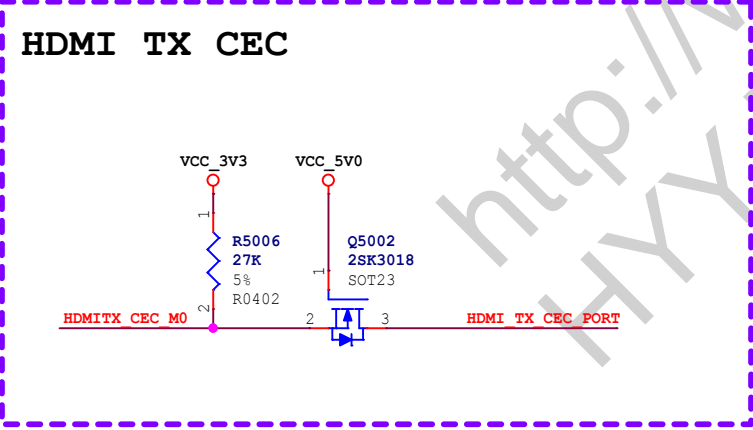 HDMI TX CEC
VCC_3V3
VCC_5V0
1
R5006
27K
5%
R0402
2
1
Q5002
2SK3018
SOT23
HDMITX_CEC_M0
2
3
HDMI_TX_CEC_PORT
http://
HYY